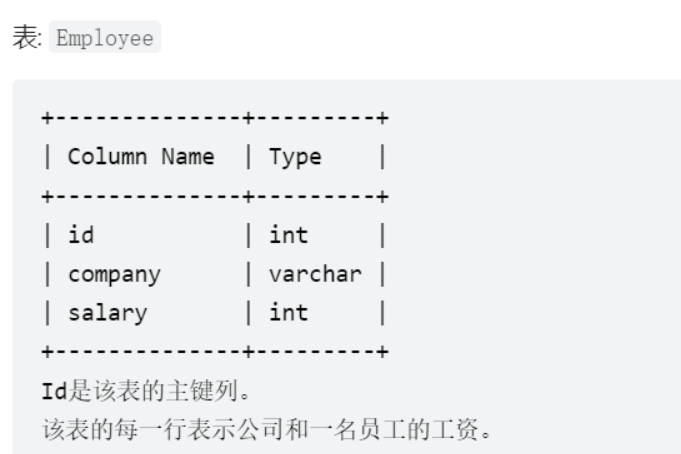 表: Employee
+--------------+---------+
| Column Name  | Type    |
+--------------+---------+
| id           | int     |
| company      | varchar |
| salary       | int     |
+--------------+---------+
Id是该表的主键列。
该表的每一行表示公司和一名员工的工资。